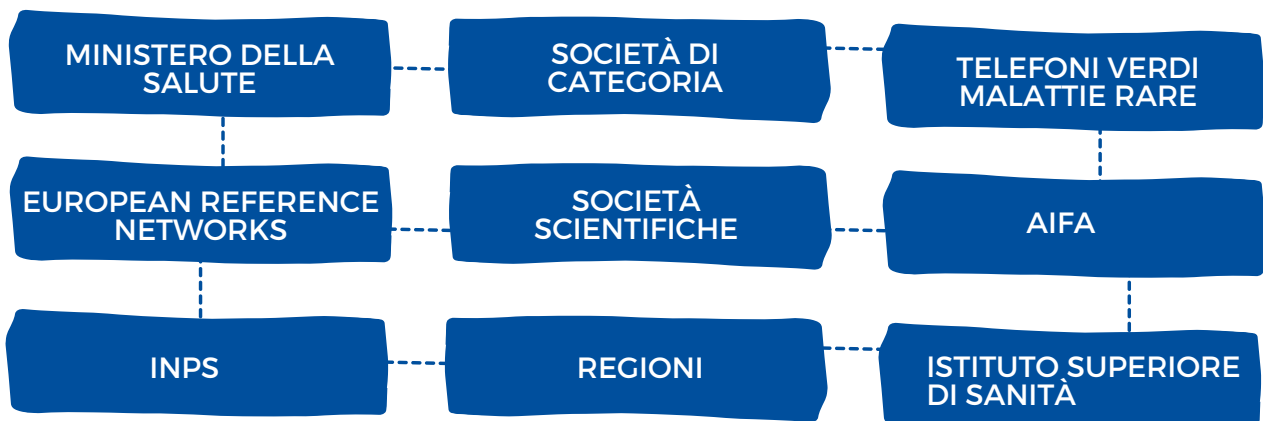 MINISTERO DELLA
SALUTE
SOCIETÀ DI
CATEGORIA
TELEFONI VERDI
MALATTIE RARE
EUROPEAN REFERENCE
NETWORKS
SOCIETÀ
SCIENTIFICHE
AIFA
INPS
REGIONI
ISTITUTO SUPERIORE
DI SANITÀ